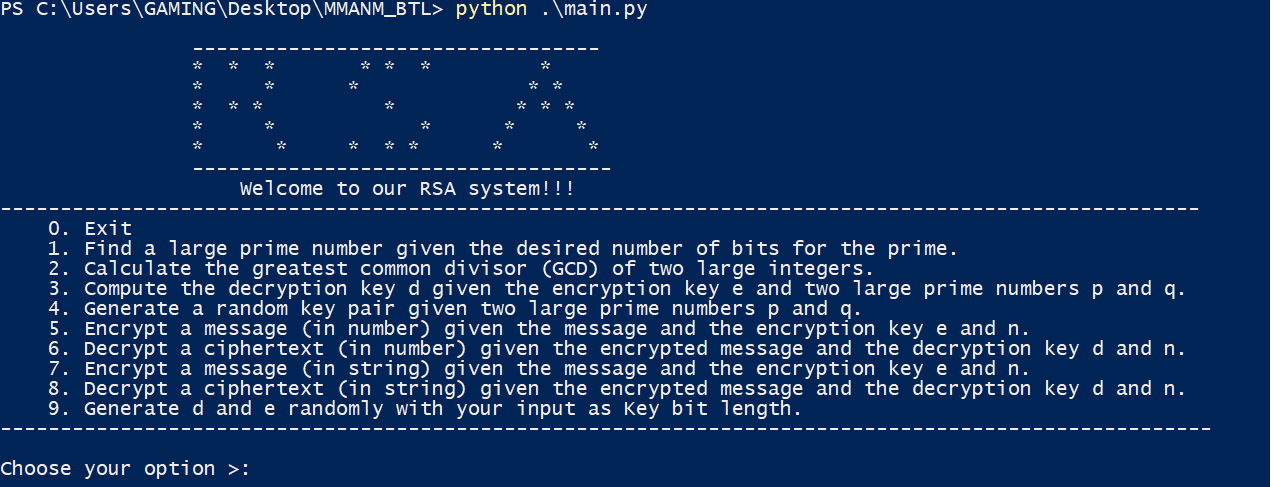 PS C:\Users\GAMING\Desktop\MMANM_BTL> python .\main.py
----------------------------------
*  *  *       * * *         *
*     *      *              * *
*  * *          *          * * *
*     *            *      *     *
*      *     *  * *      *       *
-----------------------------------
Welcome to our RSA system!!!
----------------------------------------------------------------------------------------------------
0. Exit
1. Find a large prime number given the desired number of bits for the prime.
2. Calculate the greatest common divisor (GCD) of two large integers.
3. Compute the decryption key d given the encryption key e and two large prime numbers p and q.
4. Generate a random key pair given two large prime numbers p and q.
5. Encrypt a message (in number) given the message and the encryption key e and n.
6. Decrypt a ciphertext (in number) given the encrypted message and the decryption key d and n.
7. Encrypt a message (in string) given the message and the encryption key e and n.
8. Decrypt a ciphertext (in string) given the encrypted message and the decryption key d and n.
9. Generate d and e randomly with your input as Key bit length.
-----------------------------------------------------------------------------------------------------
Choose your option >: